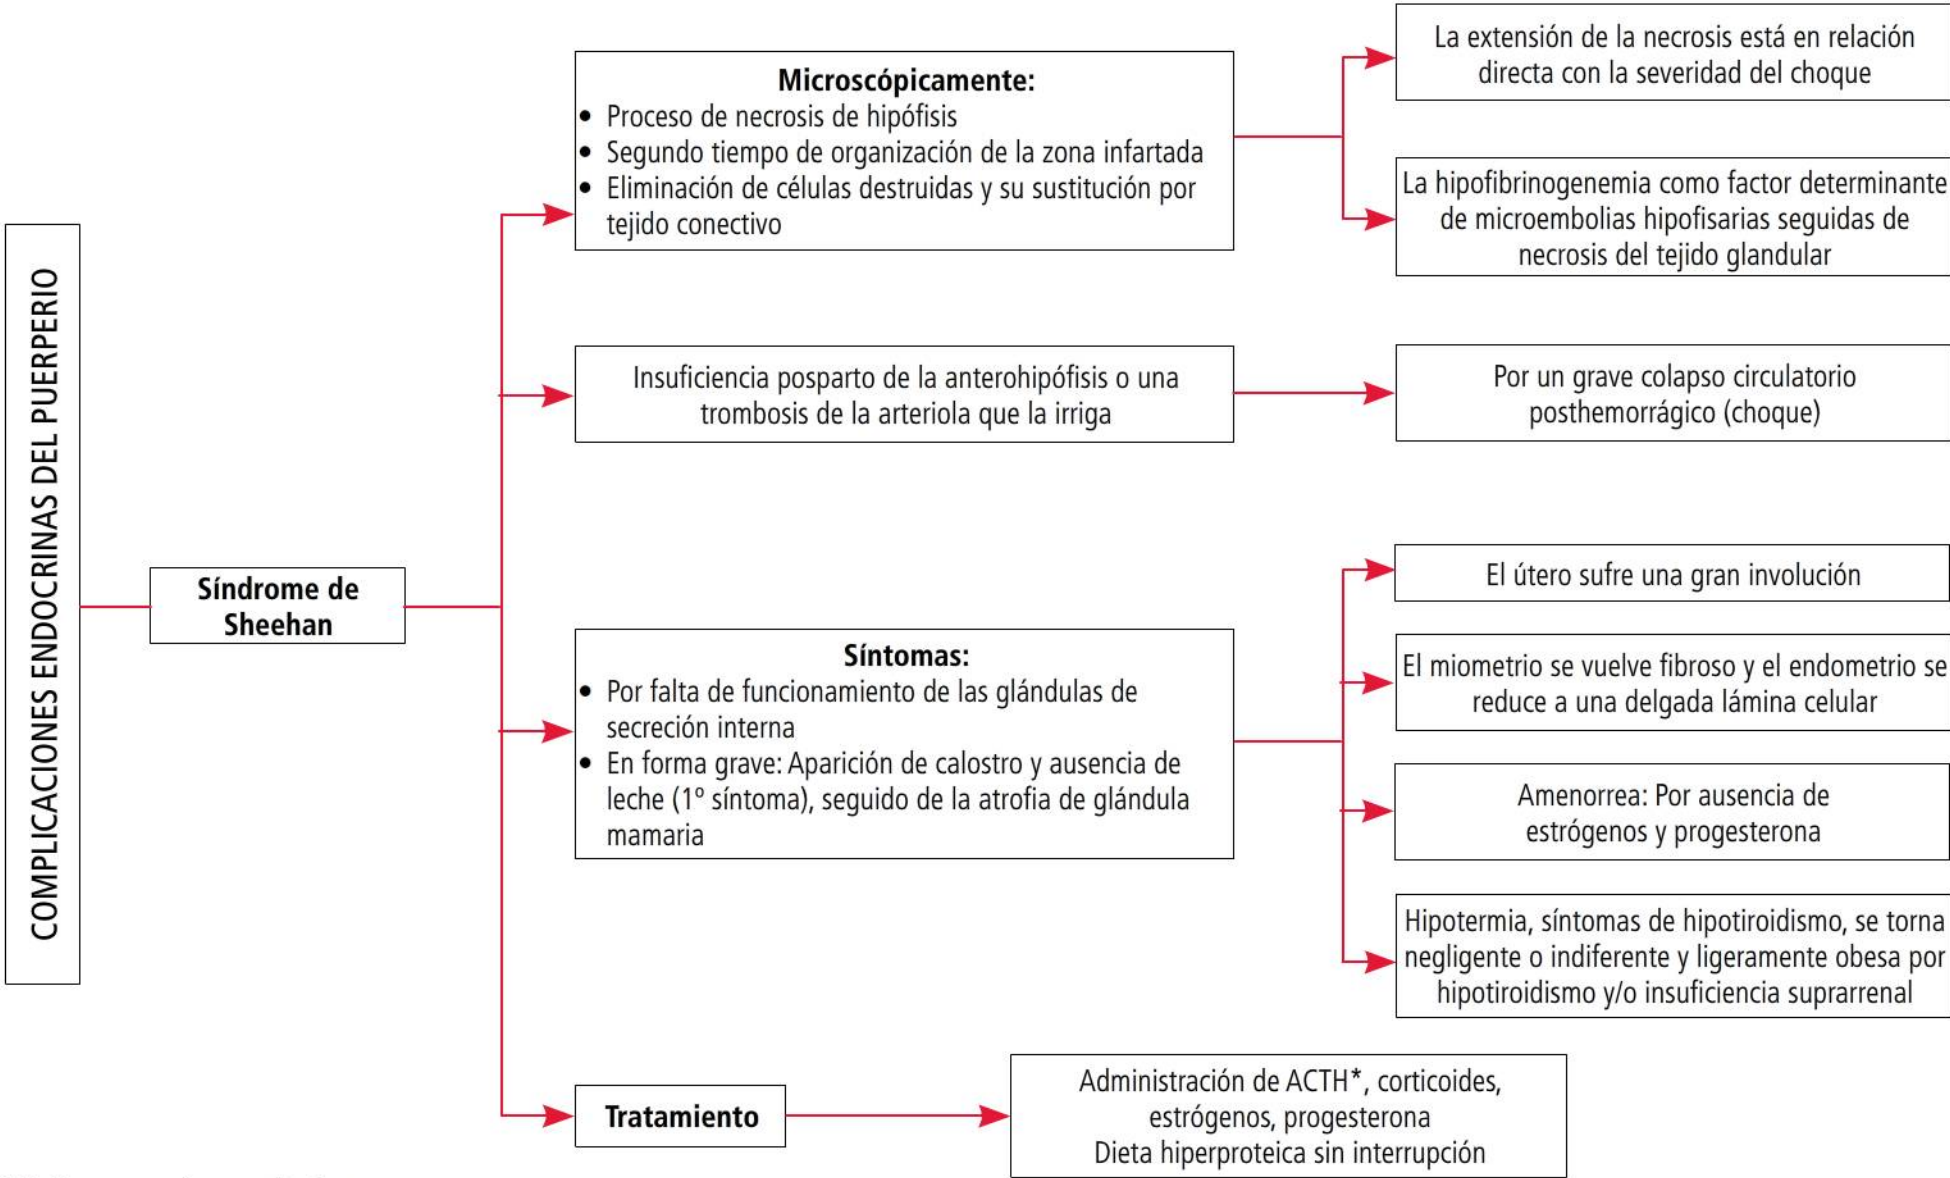 COMPLICACIONES ENDOCRINAS DEL PUERPERIO
Síndrome de
Sheehan
Microscópicamente:
• Proceso de necrosis de hipófisis
• Segundo tiempo de organización de la zona infartada
• Eliminación de células destruidas y su sustitución por
tejido conectivo
La extensión de la necrosis está en relación
directa con la severidad del choque
La hipofibrinogenemia como factor determinante
de microembolias hipofisarias seguidas de
necrosis del tejido glandular
Insuficiencia posparto de la anterohipófisis o una
trombosis de la arteriola que la irriga
Por un grave colapso circulatorio
posthemorrágico (choque)
Síntomas:
• Por falta de funcionamiento de las glándulas de
secreción interna
• En forma grave: Aparición de calostro y ausencia de
leche (1º síntoma), seguido de la atrofia de glándula
mamaria
El útero sufre una gran involución
El miometrio se vuelve fibroso y el endometrio se
reduce a una delgada lámina celular
Amenorrea: Por ausencia de
estrógenos y progesterona
Hipotermia, síntomas de hipotiroidismo, se torna
negligente o indiferente y ligeramente obesa por
hipotiroidismo y/o insuficiencia suprarrenal
Tratamiento
Administración de ACTH*, corticoides,
estrógenos, progesterona
Dieta hiperproteica sin interrupción